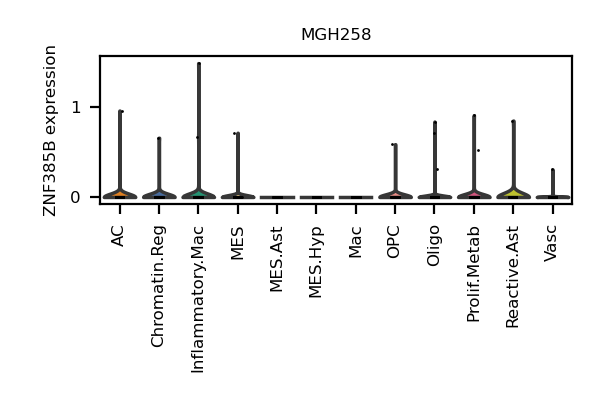 MGH258
ZNF385B expression
1
0
AC
Chromatin.Reg
Inflammatory.Mac
MES
MES.Ast
MES.Hyp
Mac
OPC
Oligo
Prolif.Metab
Reactive.Ast
Vasc